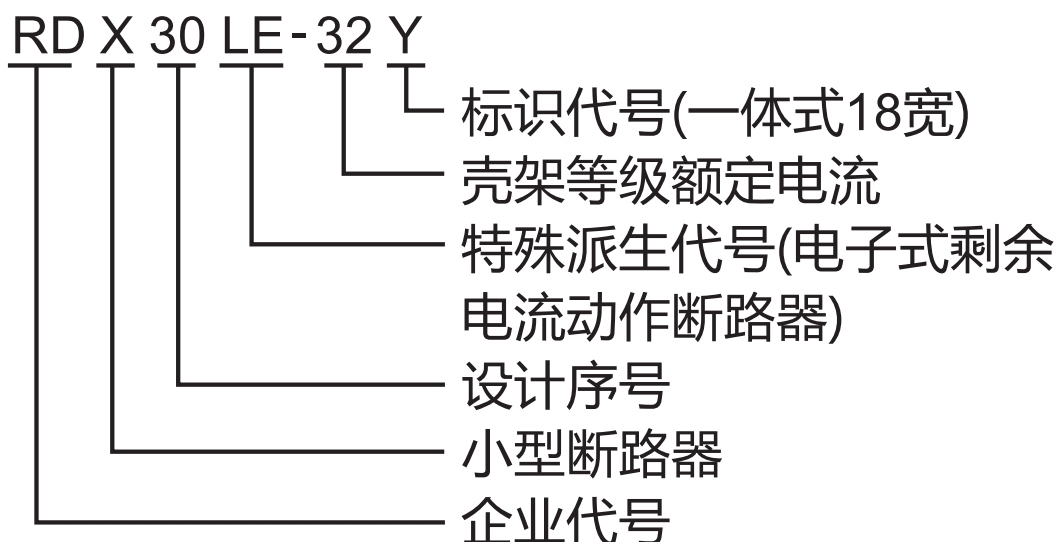 RD X 30 LE-32 Y
标识代号(一体式18宽)
壳架等级额定电流
特殊派生代号(电子式剩余
电流动作断路器)
设计序号
小型断路器
企业代号